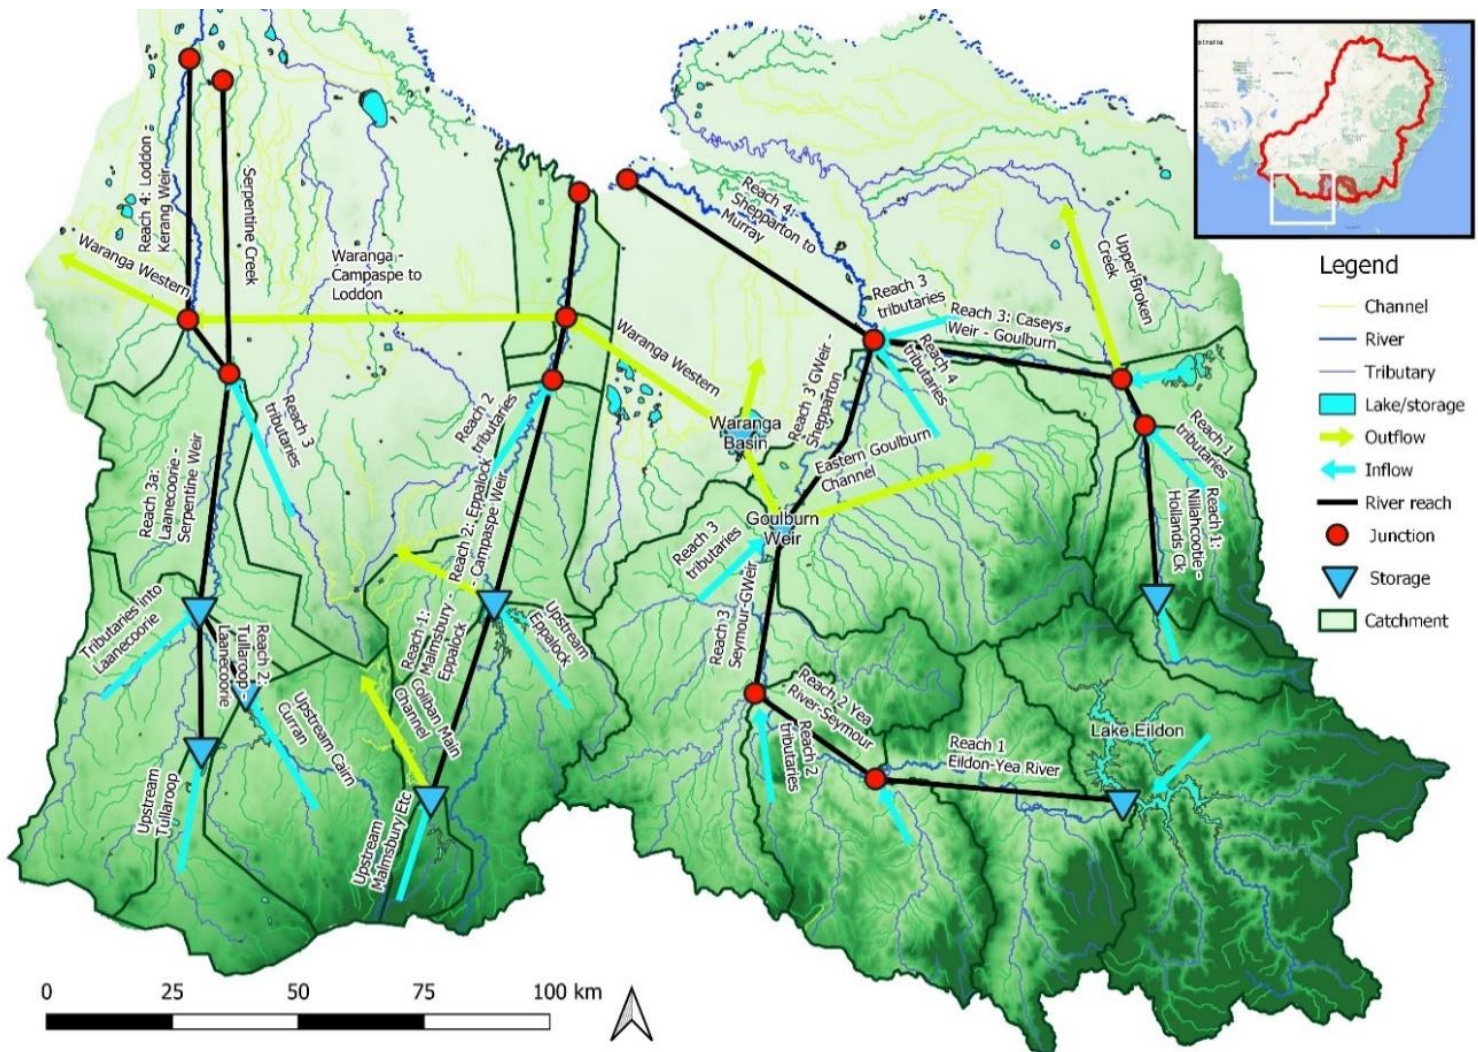 Reach 4: Loddon -
Kerang Weir
Serpentine Creek
Waranga Western
Waranga -
Campaspe to
Loddon
Reach 3
tributaries
Reach 3a:
Laanecoorie -
Serpentine Weir
Tributaries into
Laanecoorie
Reach 2:
Tullaroop -
Laanecoorie
Upstream Cairn
Curran
Upstream
Tullaroop
Upstream
Malmsbury Etc
Coliban Main
Channel
Reach 1:
Malmsbury -
Eppalock
Reach 2: Eppalock
- Campaspe Weir
Reach 2
tributaries
Upstream
Eppalock
Waranga Western
Waranga
Basin
Reach 4:
Shepparton to
Murray
Reach 3
tributaries
Reach 3: Caseys
Weir - Goulburn
Reach 4
tributaries
Reach 3 GWeir -
Shepparton
Eastern Goulburn
Channel
Goulburn
Weir
Reach 3
tributaries
Reach 3
Seymour-GWeir
Reach 2 Yea
River-Seymour
Reach 2
tributaries
Reach 1
Eildon-Yea River
Lake Eildon
Upper Broken
Creek
Reach 1
tributaries
Reach 1:
Nillahcootie -
Hollands Ck
Legend
Channel
River
Tributary
Lake/storage
Outflow
Inflow
River reach
Junction
Storage
Catchment
0 25 50 75 100 km